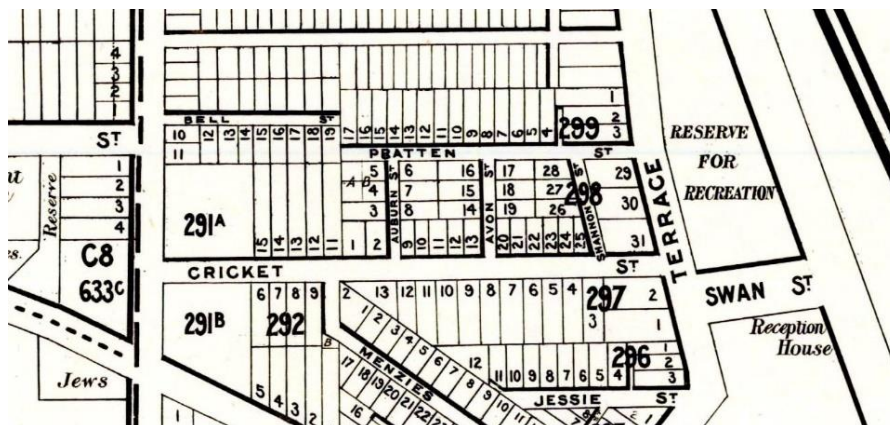 4
3
2
1
ST
BELL ST
10 12 13 14 15 16 17 18 19
11
17 16 15 14 13 12 11 10 9 8 7 6 5 4
299
1
2
3
PRATTEN ST
RESERVE
FOR
RECREATION
TERRACE
Reserve
1
2
3
4
C8
633C
291A
15 14 13 12 11
1 2
A B
5
4
3
AUBURN ST
6 16
7 15
8 14
9 10 11 12 13
AVON ST
17 28
18 27
19 26
20 21 22 23 24 25
SHANNON ST
298
29
30
31
CRICKET ST
SWAN ST
Reception
House
291B
6 7 8 9
292
5 4 3 2
B
2 13 12 11 10 9 8 7 6 5 4
3
297
2
1
1 2 3 4 5 6 7 8 9 10 11
12
MENZIES
17 18 19 20 21 22
16
11 10 9 8 7 6 5 4
296
1
2
3
JESSIE ST
Jews
1
1